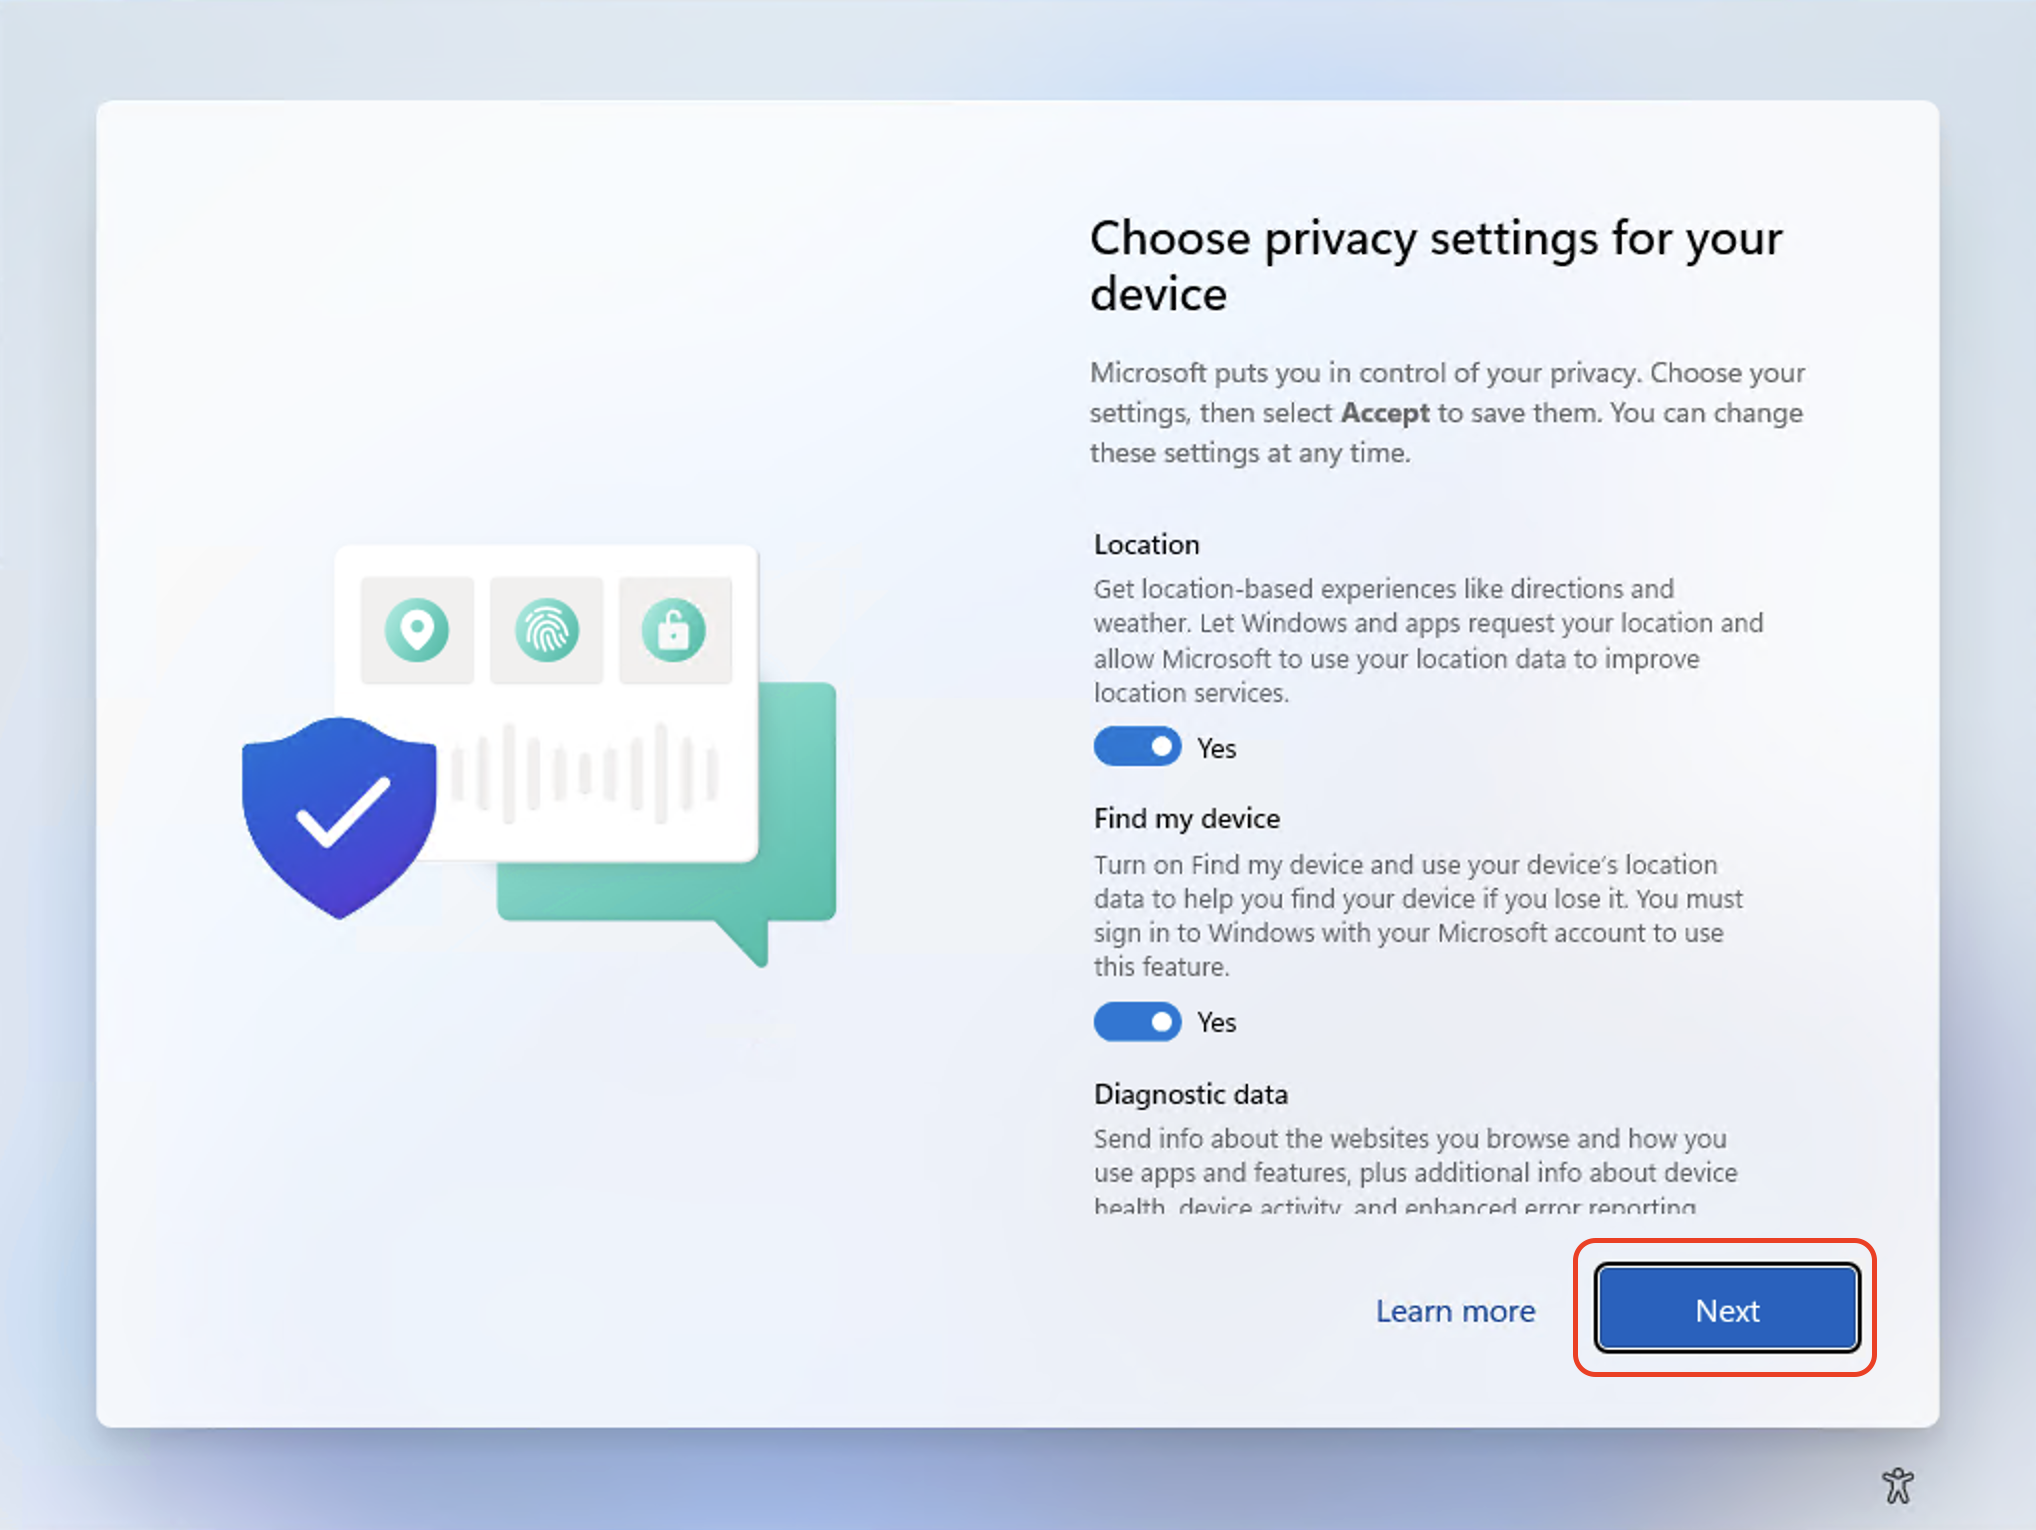 Choose privacy settings for your
device
Microsoft puts you in control of your privacy. Choose your
settings, then select Accept to save them. You can change
these settings at any time.
Location
Get location-based experiences like directions and
weather. Let Windows and apps request your location and
allow Microsoft to use your location data to improve
location services.
Yes
Find my device
Turn on Find my device and use your device’s location
data to help you find your device if you lose it. You must
sign in to Windows with your Microsoft account to use
this feature.
Yes
Diagnostic data
Send info about the websites you browse and how you
use apps and features, plus additional info about device
health, device activity, and enhanced error reporting
Learn more
Next